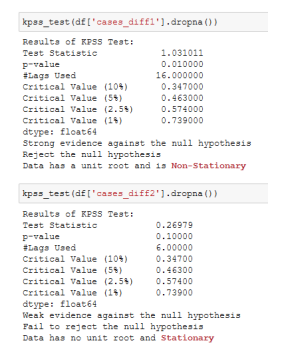 kpss_test(df['cases_diff1'].dropna())
Results of KPSS Test:
Test Statistic 1.031011
p-value 0.010000
#Lags Used 16.000000
Critical Value (10%) 0.347000
Critical Value (5%) 0.463000
Critical Value (2.5%) 0.574000
Critical Value (1%) 0.739000
dtype: float64
Strong evidence against the null hypothesis
Reject the null hypothesis
Data has a unit root and is Non-Stationary
kpss_test(df['cases_diff2'].dropna())
Results of KPSS Test:
Test Statistic 0.26979
p-value 0.10000
#Lags Used 6.00000
Critical Value (10%) 0.34700
Critical Value (5%) 0.46300
Critical Value (2.5%) 0.57400
Critical Value (1%) 0.73900
dtype: float64
Weak evidence against the null hypothesis
Fail to reject the null hypothesis
Data has no unit root and Stationary